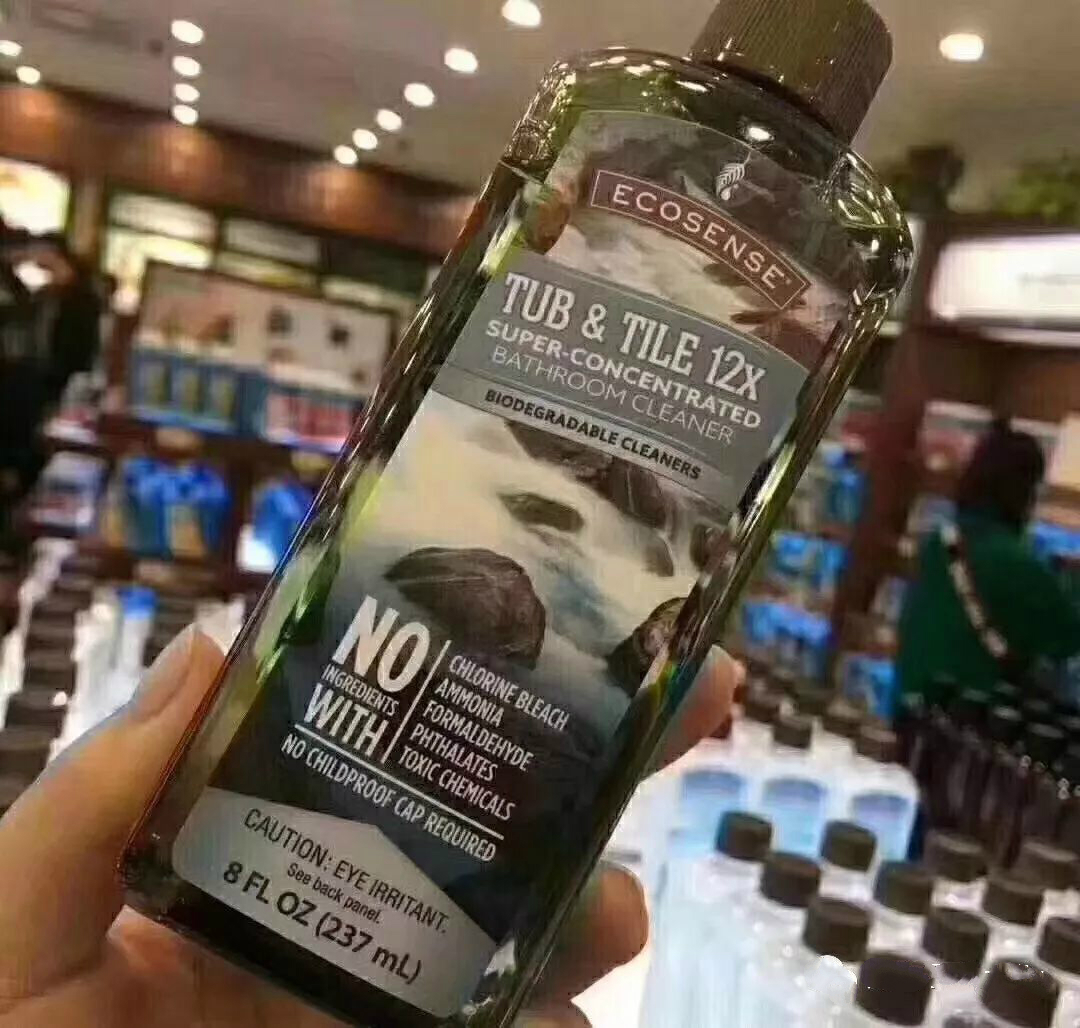 ECOSENSE™
TUB & TILE 12X
SUPER-CONCENTRATED
BATHROOM CLEANER
BIODEGRADABLE CLEANERS
NO
INGREDIENTS
WITH
CHLORINE BLEACH
AMMONIA
FORMALDEHYDE
PHTHALATES
TOXIC CHEMICALS
NO CHILDPROOF CAP REQUIRED
CAUTION: EYE IRRITANT.
See back panel.
8 FL OZ (237 mL)